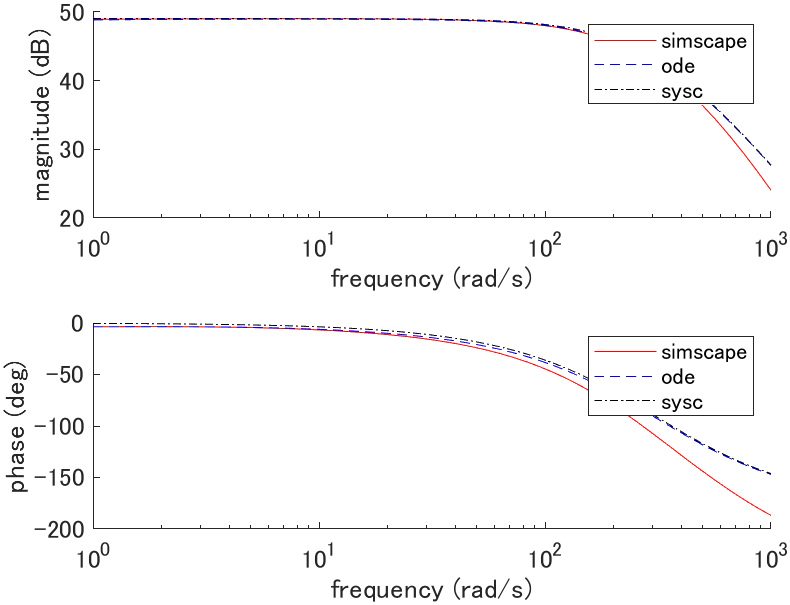 50
40
30
20
magnitude (dB)
simscape
ode
sysc
10^0 10^1 10^2 10^3
frequency (rad/s)
0
-50
-100
-150
-200
phase (deg)
simscape
ode
sysc
10^0 10^1 10^2 10^3
frequency (rad/s)